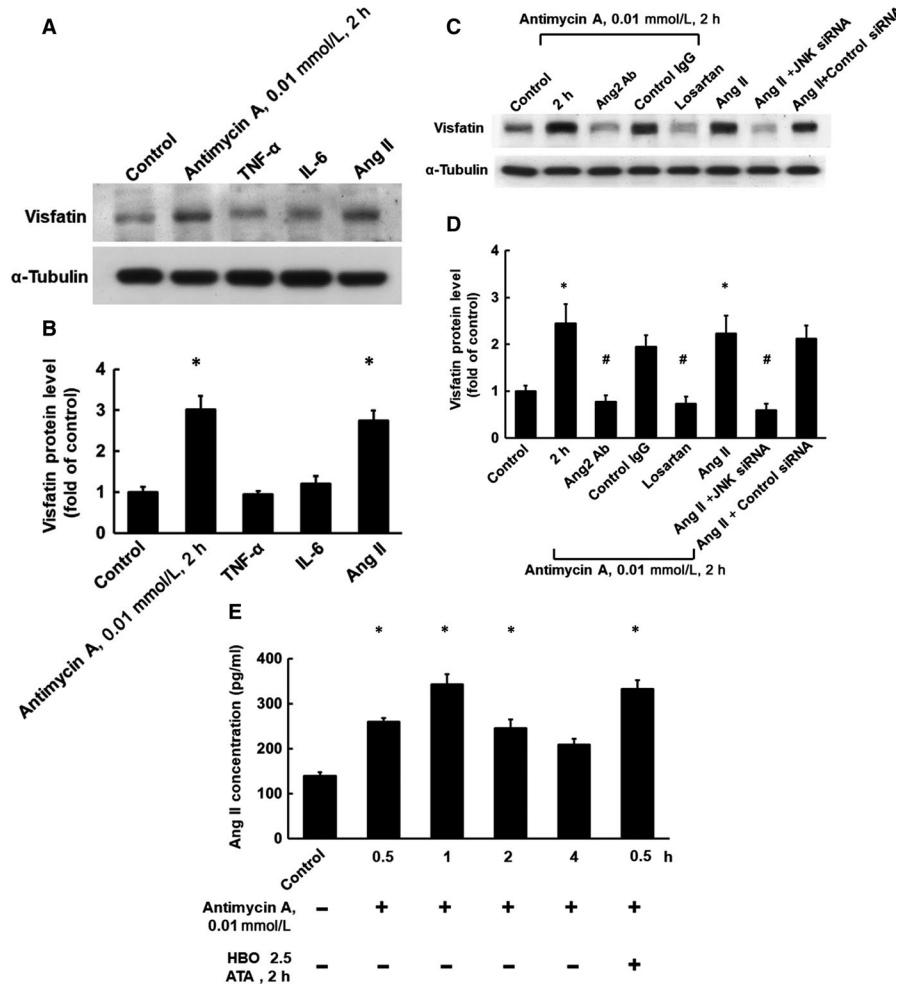 A
Control
Antimycin A, 0.01 mmol/L, 2 h
TNF-α
IL-6
Ang II
Visfatin
α-Tubulin
B
Visfatin protein level
(fold of control)
4
3
2
1
0
*
*
Control
Antimycin A, 0.01 mmol/L, 2 h
TNF-α
IL-6
Ang II
C
Antimycin A, 0.01 mmol/L, 2 h
Control
2 h
Ang2 Ab
Control IgG
Losartan
Ang II
Ang II +JNK siRNA
Ang II+Control siRNA
Visfatin
α-Tubulin
D
Visfatin protein level
(fold of control)
4
3
2
1
0
*
#
#
*
#
Control
2 h
Ang2 Ab
Control IgG
Losartan
Ang II
Ang II +JNK siRNA
Ang II + Control siRNA
Antimycin A, 0.01 mmol/L, 2 h
E
Ang II concentration (pg/ml)
400
300
200
100
0
* * * *
Control 0.5 1 2 4 0.5 h
Antimycin A, − + + + + +
0.01 mmol/L
HBO 2.5 − − − − − +
ATA , 2 h